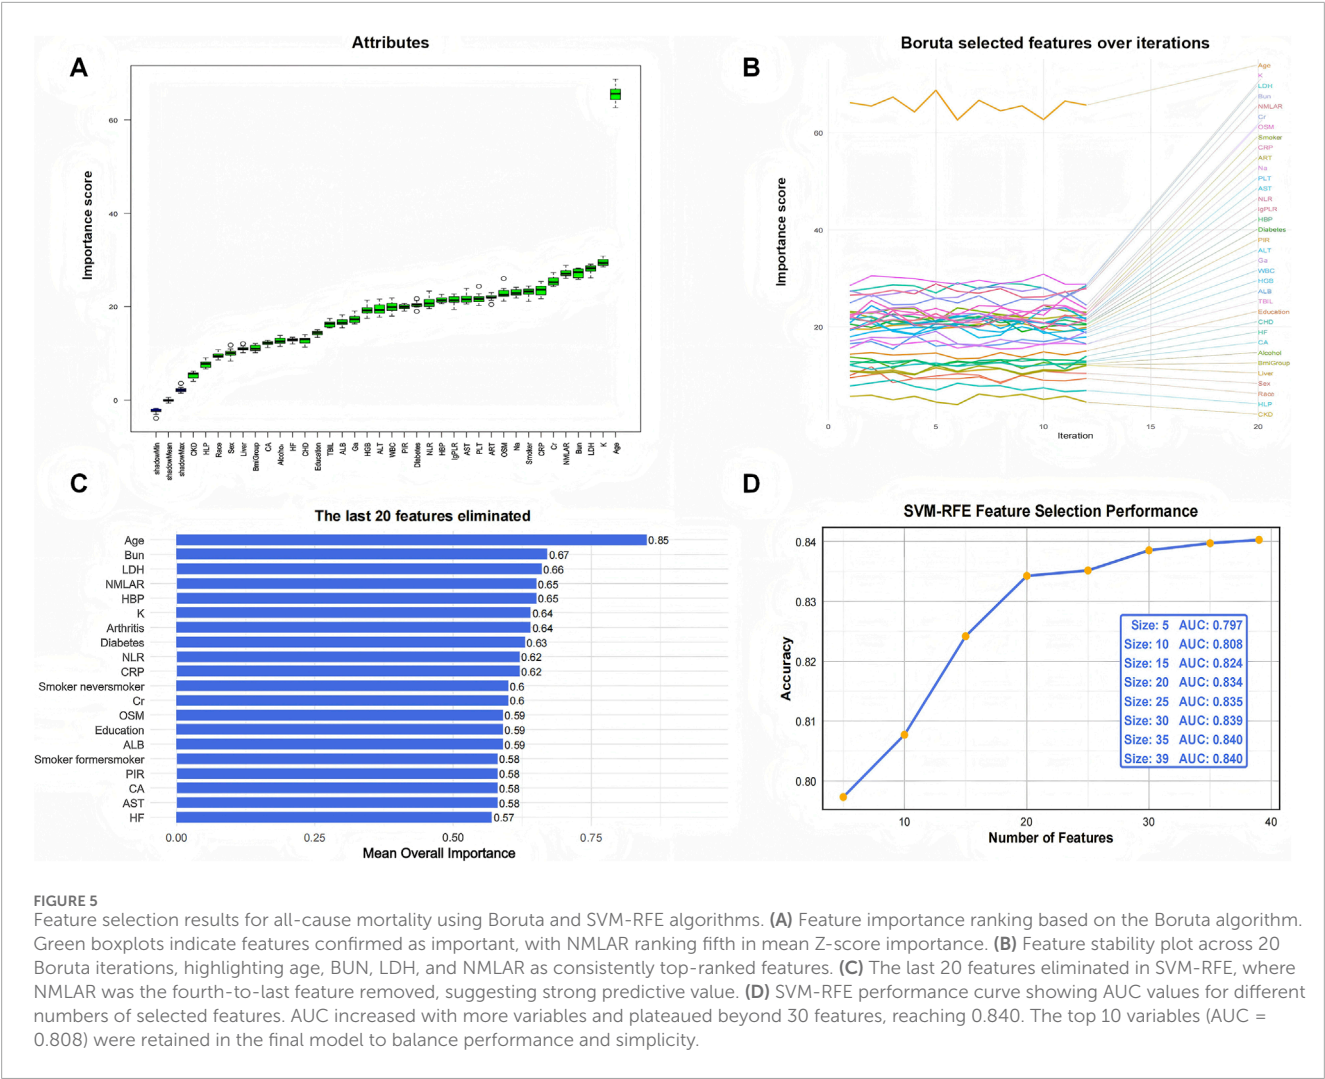 Attributes
A
Importance score
60
40
20
0
shadowMin
shadowMean
shadowMax
CKD
HLP
Race
Sex
Liver
BmiGroup
CA
Alcohol
HF
CHD
Education
TBIL
ALB
Ga
HGB
ALT
WBC
PIR
Diabetes
NLR
HBP
IgPLR
AST
PLT
ART
OSM
Na
Smoker
CRP
Cr
NMLAR
Bun
LDH
K
Age
Boruta selected features over iterations
B
Importance score
60
40
20
0
5
10
15
20
Iteration
Age
K
LDH
Bun
NMLAR
Cr
OSM
Smoker
CRP
ART
Na
PLT
AST
NLR
IgPLR
HBP
Diabetes
PIR
ALT
Ga
WBC
HGB
ALB
TBIL
Education
CHD
HF
CA
Alcohol
BmiGroup
Liver
Sex
Race
HLP
CKD
C
The last 20 features eliminated
Age 0.85
Bun 0.67
LDH 0.66
NMLAR 0.65
HBP 0.65
K 0.64
Arthritis 0.64
Diabetes 0.63
NLR 0.62
CRP 0.62
Smoker neversmoker 0.6
Cr 0.6
OSM 0.59
Education 0.59
ALB 0.59
Smoker formersmoker 0.58
PIR 0.58
CA 0.58
AST 0.58
HF 0.57
0.00 0.25 0.50 0.75
Mean Overall Importance
D
SVM-RFE Feature Selection Performance
Accuracy
0.84
0.83
0.82
0.81
0.80
Size: 5 AUC: 0.797
Size: 10 AUC: 0.808
Size: 15 AUC: 0.824
Size: 20 AUC: 0.834
Size: 25 AUC: 0.835
Size: 30 AUC: 0.839
Size: 35 AUC: 0.840
Size: 39 AUC: 0.840
10 20 30 40
Number of Features
FIGURE 5
Feature selection results for all-cause mortality using Boruta and SVM-RFE algorithms. (A) Feature importance ranking based on the Boruta algorithm.
Green boxplots indicate features confirmed as important, with NMLAR ranking fifth in mean Z-score importance. (B) Feature stability plot across 20
Boruta iterations, highlighting age, BUN, LDH, and NMLAR as consistently top-ranked features. (C) The last 20 features eliminated in SVM-RFE, where
NMLAR was the fourth-to-last feature removed, suggesting strong predictive value. (D) SVM-RFE performance curve showing AUC values for different
numbers of selected features. AUC increased with more variables and plateaued beyond 30 features, reaching 0.840. The top 10 variables (AUC =
0.808) were retained in the final model to balance performance and simplicity.